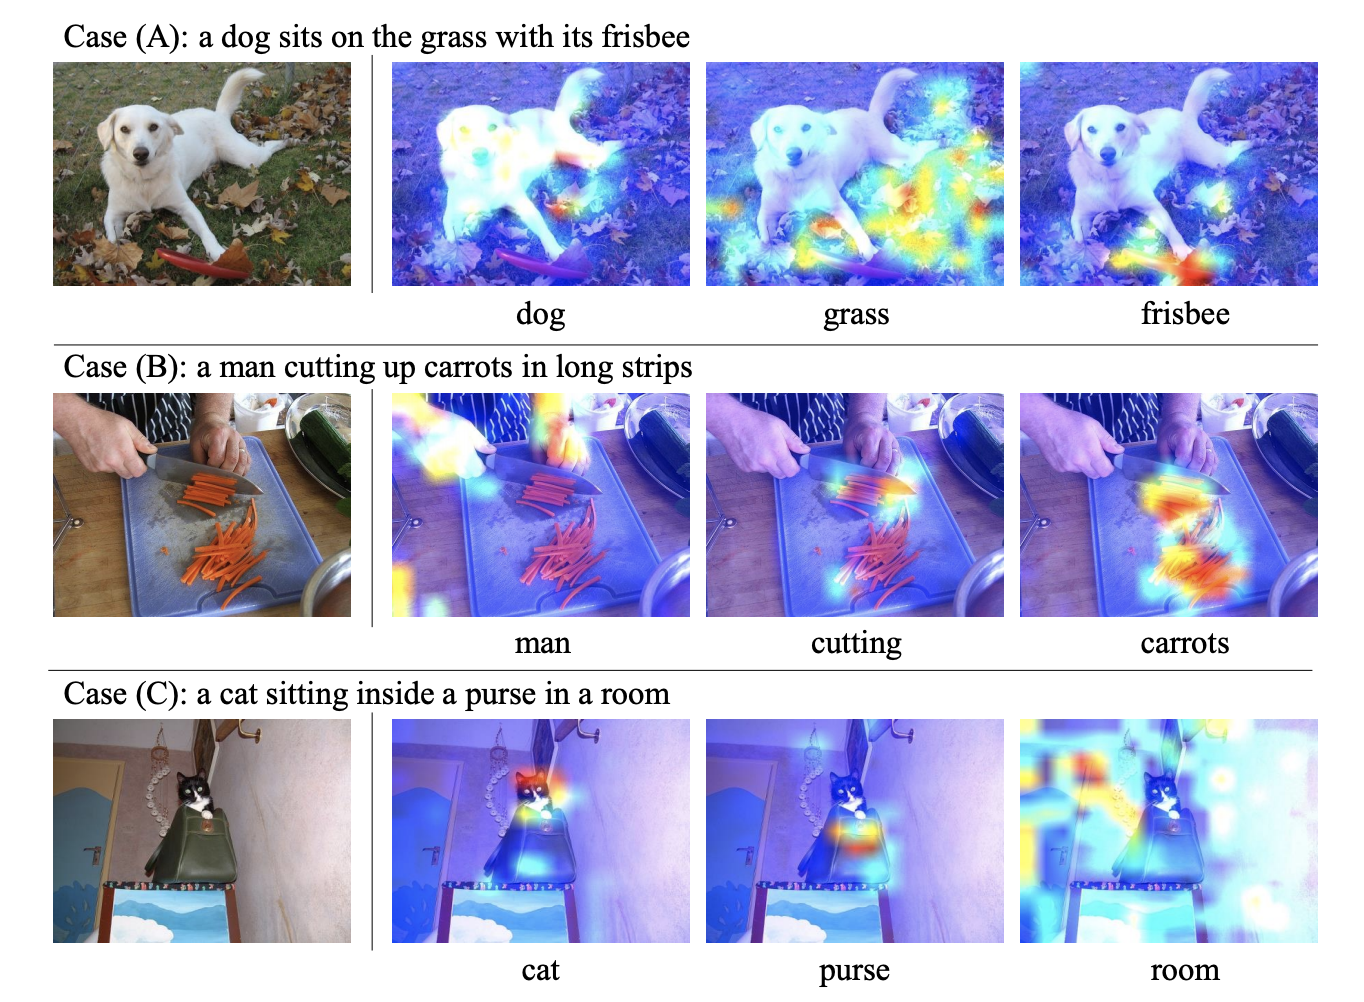 Case (A): a dog sits on the grass with its frisbee
dog grass frisbee
Case (B): a man cutting up carrots in long strips
man cutting carrots
Case (C): a cat sitting inside a purse in a room
cat purse room